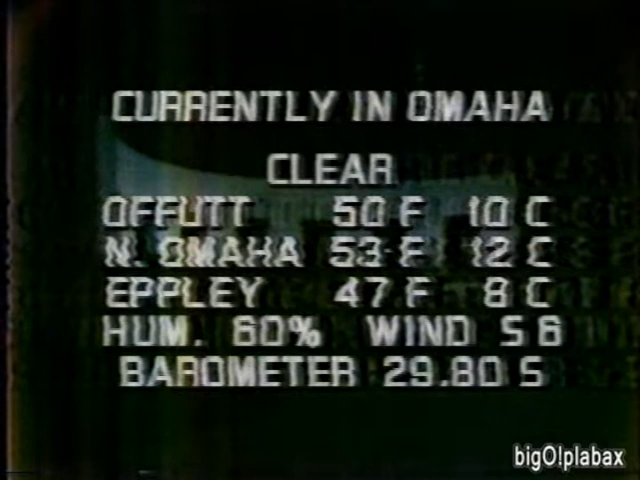 CURRENTLY IN OMAHA
CLEAR
OFFUTT 50 F 10 C
N. OMAHA 53 F 12 C
EPPLEY 47 F 8 C
HUM. 60% WIND S 6
BAROMETER 29.80 S
bigO!plabax